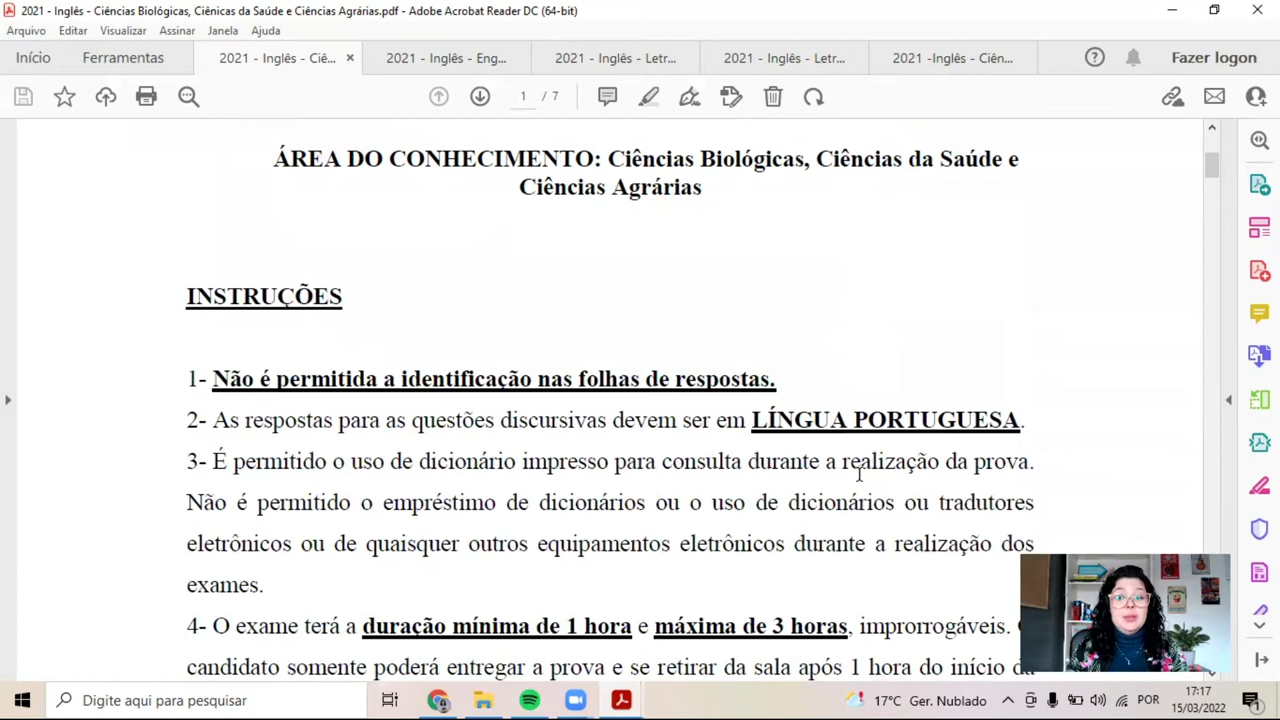 2021 - Inglês - Ciências Biológicas, Ciênicas da Saúde e Ciências Agrárias.pdf - Adobe Acrobat Reader DC (64-bit)
Arquivo Editar Visualizar Assinar Janela Ajuda
Início Ferramentas 2021 - Inglês - Ciê... 2021 - Inglês - Eng... 2021 - Inglês - Letr... 2021 - Inglês - Letr... 2021 -Inglês - Ciên... Fazer logon
1 / 7
ÁREA DO CONHECIMENTO: Ciências Biológicas, Ciências da Saúde e
Ciências Agrárias
INSTRUÇÕES
1- Não é permitida a identificação nas folhas de respostas.
2- As respostas para as questões discursivas devem ser em LÍNGUA PORTUGUESA.
3- É permitido o uso de dicionário impresso para consulta durante a realização da prova.
Não é permitido o empréstimo de dicionários ou o uso de dicionários ou tradutores
eletrônicos ou de quaisquer outros equipamentos eletrônicos durante a realização dos
exames.
4- O exame terá a duração mínima de 1 hora e máxima de 3 horas, improrrogáveis.
candidato somente poderá entregar a prova e se retirar da sala após 1 hora do início
Digite aqui para pesquisar 17°C Ger. Nublado POR 17:17
15/03/2022